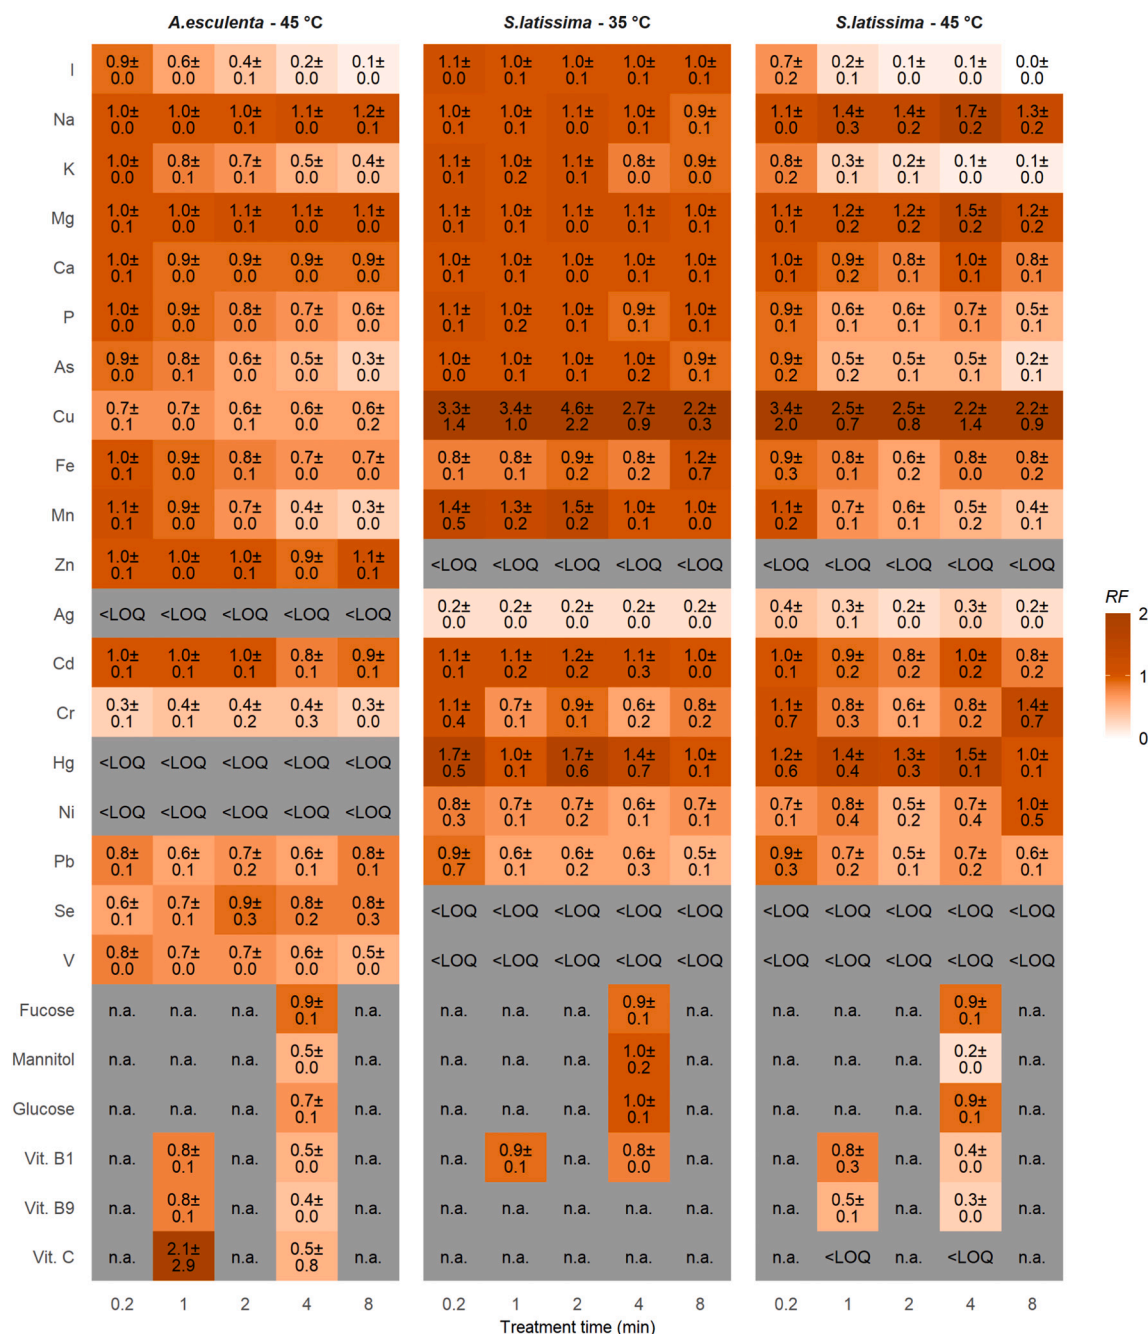 A.esculenta - 45 °C S.latissima - 35 °C S.latissima - 45 °C
I 0.9± 0.6± 0.4± 0.2± 0.1± 1.1± 1.0± 1.0± 1.0± 1.0± 0.7± 0.2± 0.1± 0.1± 0.0±
0.0 0.0 0.1 0.0 0.0 0.0 0.1 0.1 0.1 0.1 0.2 0.1 0.0 0.0 0.0
Na 1.0± 1.0± 1.0± 1.1± 1.2± 1.0± 1.0± 1.1± 1.0± 0.9± 1.1± 1.4± 1.4± 1.7± 1.3±
0.0 0.0 0.1 0.0 0.1 0.1 0.1 0.0 0.1 0.1 0.0 0.3 0.2 0.2 0.2
K 1.0± 0.8± 0.7± 0.5± 0.4± 1.1± 1.0± 1.1± 0.8± 0.9± 0.8± 0.3± 0.2± 0.1± 0.1±
0.0 0.1 0.1 0.0 0.0 0.1 0.2 0.1 0.0 0.0 0.2 0.1 0.1 0.0 0.0
Mg 1.0± 1.0± 1.1± 1.1± 1.1± 1.1± 1.0± 1.1± 1.1± 1.0± 1.1± 1.2± 1.2± 1.5± 1.2±
0.1 0.0 0.1 0.0 0.0 0.1 0.1 0.0 0.1 0.1 0.1 0.2 0.2 0.2 0.2
Ca 1.0± 0.9± 0.9± 0.9± 0.9± 1.0± 1.0± 1.0± 1.0± 1.0± 1.0± 0.9± 0.8± 1.0± 0.8±
0.1 0.0 0.0 0.0 0.0 0.1 0.1 0.0 0.1 0.1 0.1 0.2 0.1 0.1 0.1
P 1.0± 0.9± 0.8± 0.7± 0.6± 1.1± 1.0± 1.0± 0.9± 1.0± 0.9± 0.6± 0.6± 0.7± 0.5±
0.0 0.0 0.0 0.0 0.0 0.1 0.2 0.1 0.1 0.1 0.1 0.1 0.1 0.1 0.1
As 0.9± 0.8± 0.6± 0.5± 0.3± 1.0± 1.0± 1.0± 1.0± 0.9± 0.9± 0.5± 0.5± 0.5± 0.2±
0.0 0.1 0.0 0.0 0.0 0.0 0.1 0.1 0.2 0.1 0.2 0.1 0.1 0.1 0.1
Cu 0.7± 0.7± 0.6± 0.6± 0.6± 3.3± 3.4± 4.6± 2.7± 2.2± 3.4± 2.5± 2.5± 2.2± 2.2±
0.1 0.0 0.1 0.0 0.2 1.4 1.0 2.2 0.9 0.3 2.0 0.7 0.8 1.4 0.9
Fe 1.0± 0.9± 0.8± 0.7± 0.7± 0.8± 0.8± 0.9± 0.8± 1.2± 0.9± 0.8± 0.6± 0.8± 0.8±
0.1 0.0 0.1 0.0 0.0 0.1 0.1 0.2 0.2 0.7 0.3 0.1 0.2 0.0 0.2
Mn 1.1± 0.9± 0.7± 0.4± 0.3± 1.4± 1.3± 1.5± 1.0± 1.0± 1.1± 0.7± 0.6± 0.5± 0.4±
0.1 0.0 0.0 0.0 0.0 0.5 0.2 0.2 0.1 0.0 0.2 0.1 0.1 0.2 0.1
Zn 1.0± 1.0± 1.0± 0.9± 1.1± <LOQ <LOQ <LOQ <LOQ <LOQ <LOQ <LOQ <LOQ <LOQ <LOQ
0.1 0.0 0.1 0.0 0.1
Ag <LOQ <LOQ <LOQ <LOQ <LOQ 0.2± 0.2± 0.2± 0.2± 0.2± 0.4± 0.3± 0.2± 0.3± 0.2±
0.0 0.0 0.0 0.0 0.0 0.0 0.1 0.0 0.0 0.0
Cd 1.0± 1.0± 1.0± 0.8± 0.9± 1.1± 1.1± 1.2± 1.1± 1.0± 1.0± 0.9± 0.8± 1.0± 0.8±
0.1 0.1 0.1 0.1 0.1 0.1 0.2 0.2 0.3 0.0 0.1 0.2 0.2 0.2 0.2
Cr 0.3± 0.4± 0.4± 0.4± 0.3± 1.1± 0.7± 0.9± 0.6± 0.8± 1.1± 0.8± 0.6± 0.8± 1.4±
0.1 0.1 0.2 0.3 0.0 0.4 0.1 0.1 0.2 0.2 0.7 0.3 0.1 0.2 0.7
Hg <LOQ <LOQ <LOQ <LOQ <LOQ 1.7± 1.0± 1.7± 1.4± 1.0± 1.2± 1.4± 1.3± 1.5± 1.0±
0.5 0.1 0.6 0.7 0.1 0.6 0.4 0.3 0.1 0.1
Ni <LOQ <LOQ <LOQ <LOQ <LOQ 0.8± 0.7± 0.7± 0.6± 0.7± 0.7± 0.8± 0.5± 0.7± 1.0±
0.3 0.1 0.2 0.1 0.1 0.1 0.4 0.2 0.4 0.5
Pb 0.8± 0.6± 0.7± 0.6± 0.8± 0.9± 0.6± 0.6± 0.6± 0.5± 0.9± 0.7± 0.5± 0.7± 0.6±
0.1 0.1 0.2 0.1 0.1 0.7 0.1 0.2 0.3 0.1 0.3 0.2 0.1 0.2 0.1
Se 0.6± 0.7± 0.9± 0.8± 0.8± <LOQ <LOQ <LOQ <LOQ <LOQ <LOQ <LOQ <LOQ <LOQ <LOQ
0.1 0.1 0.3 0.2 0.3
V 0.8± 0.7± 0.7± 0.6± 0.5± <LOQ <LOQ <LOQ <LOQ <LOQ <LOQ <LOQ <LOQ <LOQ <LOQ
0.0 0.0 0.0 0.0 0.0
Fucose n.a. n.a. n.a. 0.9± n.a. n.a. n.a. n.a. 0.9± n.a. n.a. n.a. n.a. 0.9± n.a.
0.1 0.1 0.1
Mannitol n.a. n.a. n.a. 0.5± n.a. n.a. n.a. n.a. 1.0± n.a. n.a. n.a. n.a. 0.2± n.a.
0.0 0.2 0.0
Glucose n.a. n.a. n.a. 0.7± n.a. n.a. n.a. n.a. 1.0± n.a. n.a. n.a. n.a. 0.9± n.a.
0.1 0.1 0.1
Vit. B1 n.a. 0.8± n.a. 0.5± n.a. n.a. 0.9± n.a. 0.8± n.a. n.a. 0.8± n.a. 0.4± n.a.
0.1 0.0 0.1 0.0 0.3 0.0
Vit. B9 n.a. 0.8± n.a. 0.4± n.a. n.a. n.a. n.a. n.a. n.a. n.a. 0.5± n.a. 0.3± n.a.
0.1 0.0 0.1 0.0
Vit. C n.a. 2.1± n.a. 0.5± n.a. n.a. n.a. n.a. n.a. n.a. n.a. <LOQ n.a. <LOQ n.a.
2.9 0.8
0.2 1 2 4 8 0.2 1 2 4 8 0.2 1 2 4 8
Treatment time (min)
RF
2
1
0